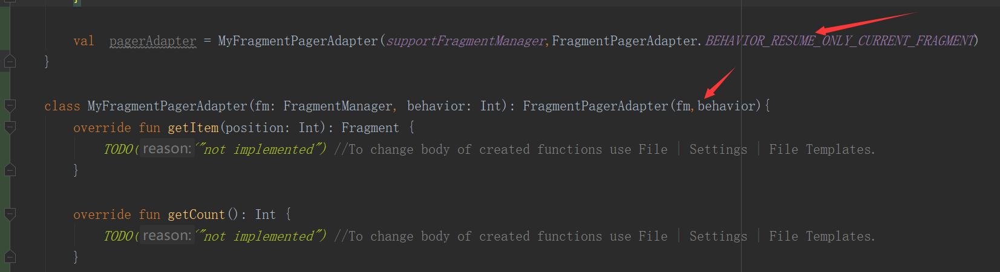 }
val pagerAdapter = MyFragmentPagerAdapter(supportFragmentManager,FragmentPagerAdapter.BEHAVIOR_RESUME_ONLY_CURRENT_FRAGMENT)
}
class MyFragmentPagerAdapter(fm: FragmentManager, behavior: Int): FragmentPagerAdapter(fm,behavior){
override fun getItem(position: Int): Fragment {
TODO( reason: "not implemented") //To change body of created functions use File | Settings | File Templates.
}
override fun getCount(): Int {
TODO( reason: "not implemented") //To change body of created functions use File | Settings | File Templates.
}